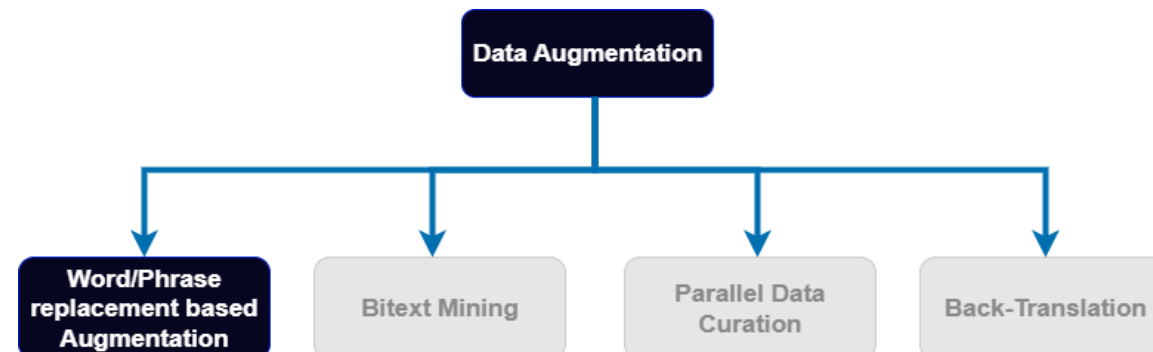 Data Augmentation
Word/Phrase
replacement based
Augmentation
Bitext Mining
Parallel Data
Curation
Back-Translation